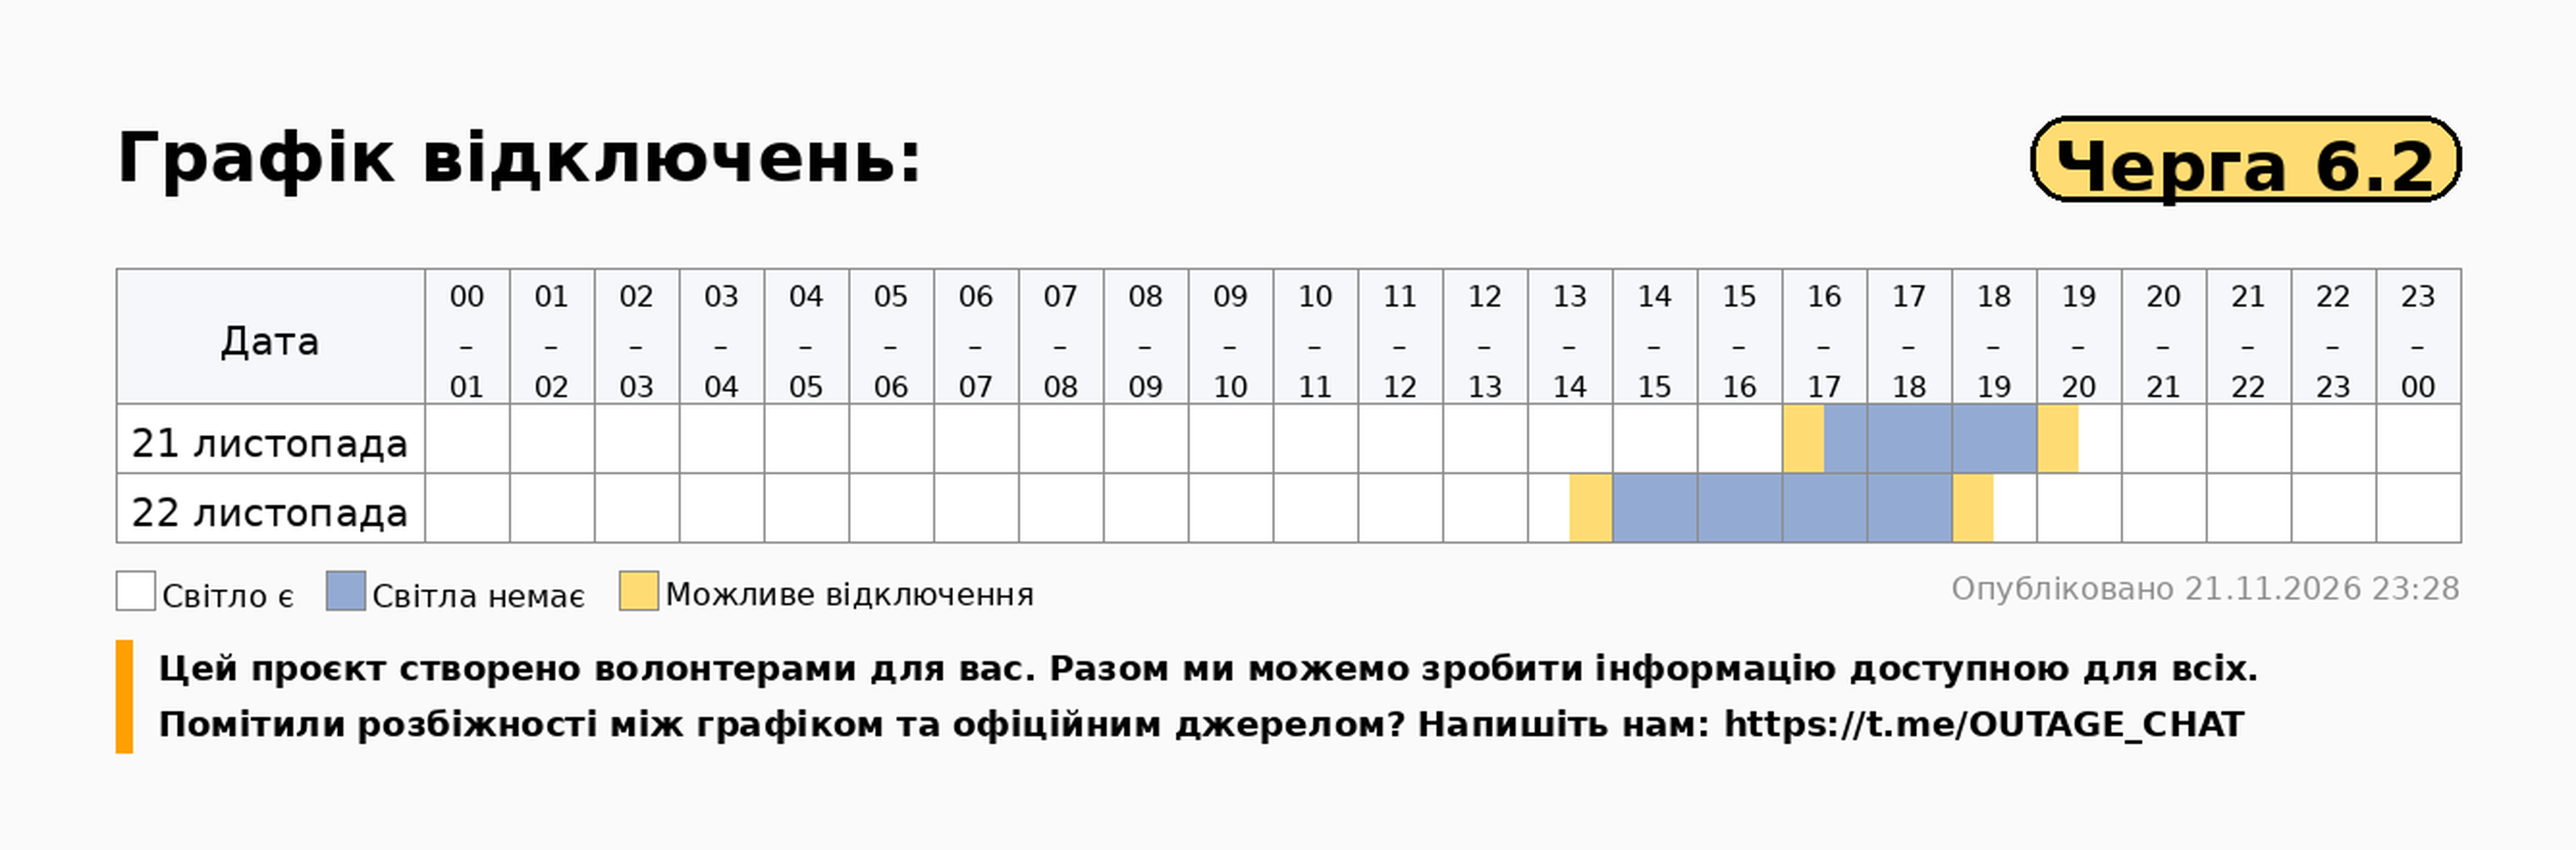 Графік відключень:
Черга 6.2
Дата
00 – 01
01 – 02
02 – 03
03 – 04
04 – 05
05 – 06
06 – 07
07 – 08
08 – 09
09 – 10
10 – 11
11 – 12
12 – 13
13 – 14
14 – 15
15 – 16
16 – 17
17 – 18
18 – 19
19 – 20
20 – 21
21 – 22
22 – 23
23 – 00
21 листопада
22 листопада
Світло є
Світла немає
Можливе відключення
Опубліковано 21.11.2026 23:28
Цей проєкт створено волонтерами для вас. Разом ми можемо зробити інформацію доступною для всіх.
Помітили розбіжності між графіком та офіційним джерелом? Напишіть нам: https://t.me/OUTAGE_CHAT